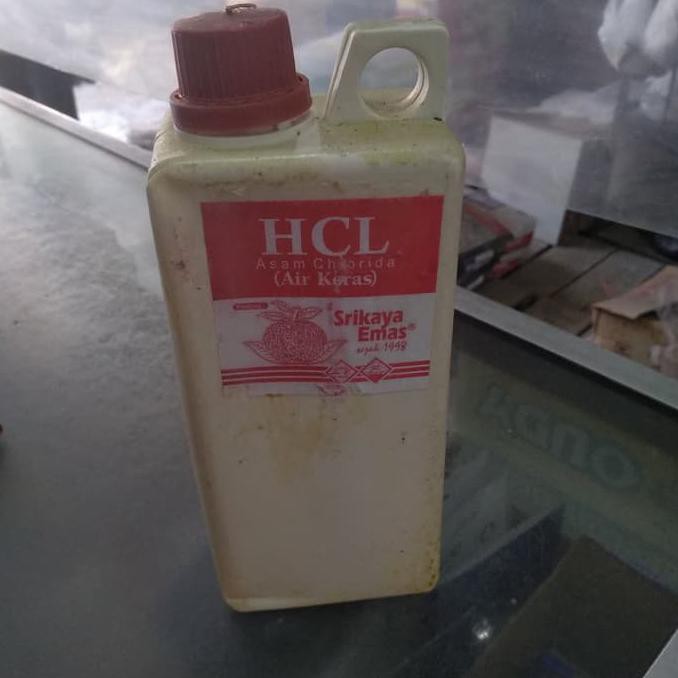 HCL
Asam Chlorida
(Air Keras)
Srikaya
Emas®
sejak 1998